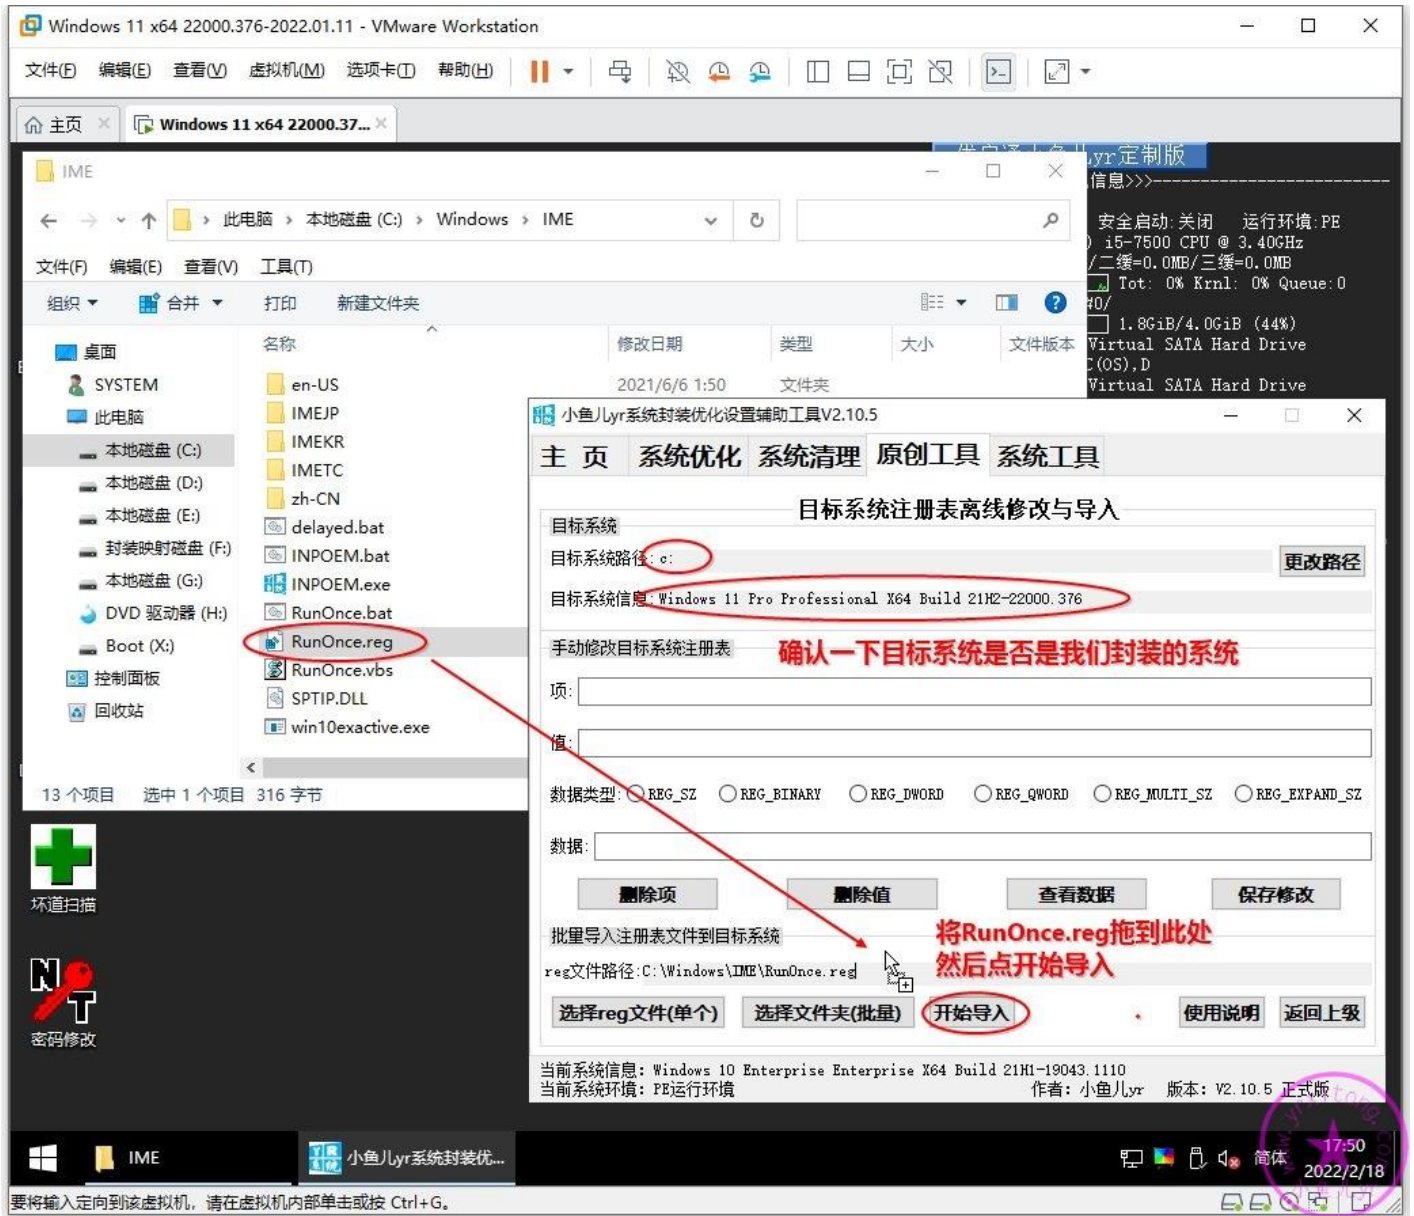 Windows 11 x64 22000.376-2022.01.11 - VMware Workstation
文件(F) 编辑(E) 查看(V) 虚拟机(M) 选项卡(T) 帮助(H)
主页 Windows 11 x64 22000.37...
yr定制版
IME
信息>>>
此电脑 > 本地磁盘 (C:) > Windows > IME
安全启动:关闭 运行环境:PE
i5-7500 CPU @ 3.40GHz
/二缓=0.0MB/三缓=0.0MB
文件(F) 编辑(E) 查看(V) 工具(T)
Tot: 0% Krnl: 0% Queue:0
组织 合并 打印 新建文件夹
1.8GiB/4.0GiB (44%)
名称 修改日期 类型 大小 文件版本
Virtual SATA Hard Drive
C(OS),D
Virtual SATA Hard Drive
桌面
SYSTEM
此电脑
本地磁盘 (C:)
本地磁盘 (D:)
本地磁盘 (E:)
封装映射磁盘 (F:)
本地磁盘 (G:)
DVD 驱动器 (H:)
Boot (X:)
控制面板
回收站
en-US 2021/6/6 1:50 文件夹
IMEJP
IMEKR
IMETC
zh-CN
delayed.bat
INPOEM.bat
INPOEM.exe
RunOnce.bat
RunOnce.reg
RunOnce.vbs
SPTIP.DLL
win10exactive.exe
13 个项目 选中 1 个项目 316 字节
小鱼儿yr系统封装优化设置辅助工具V2.10.5
主 页 系统优化 系统清理 原创工具 系统工具
目标系统注册表离线修改与导入
目标系统
目标系统路径: c: 更改路径
目标系统信息: Windows 11 Pro Professional X64 Build 21H2-22000.376
手动修改目标系统注册表
确认一下目标系统是否是我们封装的系统
项:
值:
数据类型: REG_SZ REG_BINARY REG_DWORD REG_QWORD REG_MULTI_SZ REG_EXPAND_SZ
数据:
删除项 删除值 查看数据 保存修改
批量导入注册表文件到目标系统
将RunOnce.reg拖到此处
然后点开始导入
reg文件路径:C:\Windows\IME\RunOnce.reg
选择reg文件(单个) 选择文件夹(批量) 开始导入 使用说明 返回上级
当前系统信息: Windows 10 Enterprise Enterprise X64 Build 21H1-19043.1110
当前系统环境: PE运行环境 作者: 小鱼儿yr 版本: V2.10.5 正式版
坏道扫描
NT
密码修改
IME 小鱼儿yr系统封装优...
简体 17:50
2022/2/18
要将输入定向到该虚拟机，请在虚拟机内部单击或按 Ctrl+G。